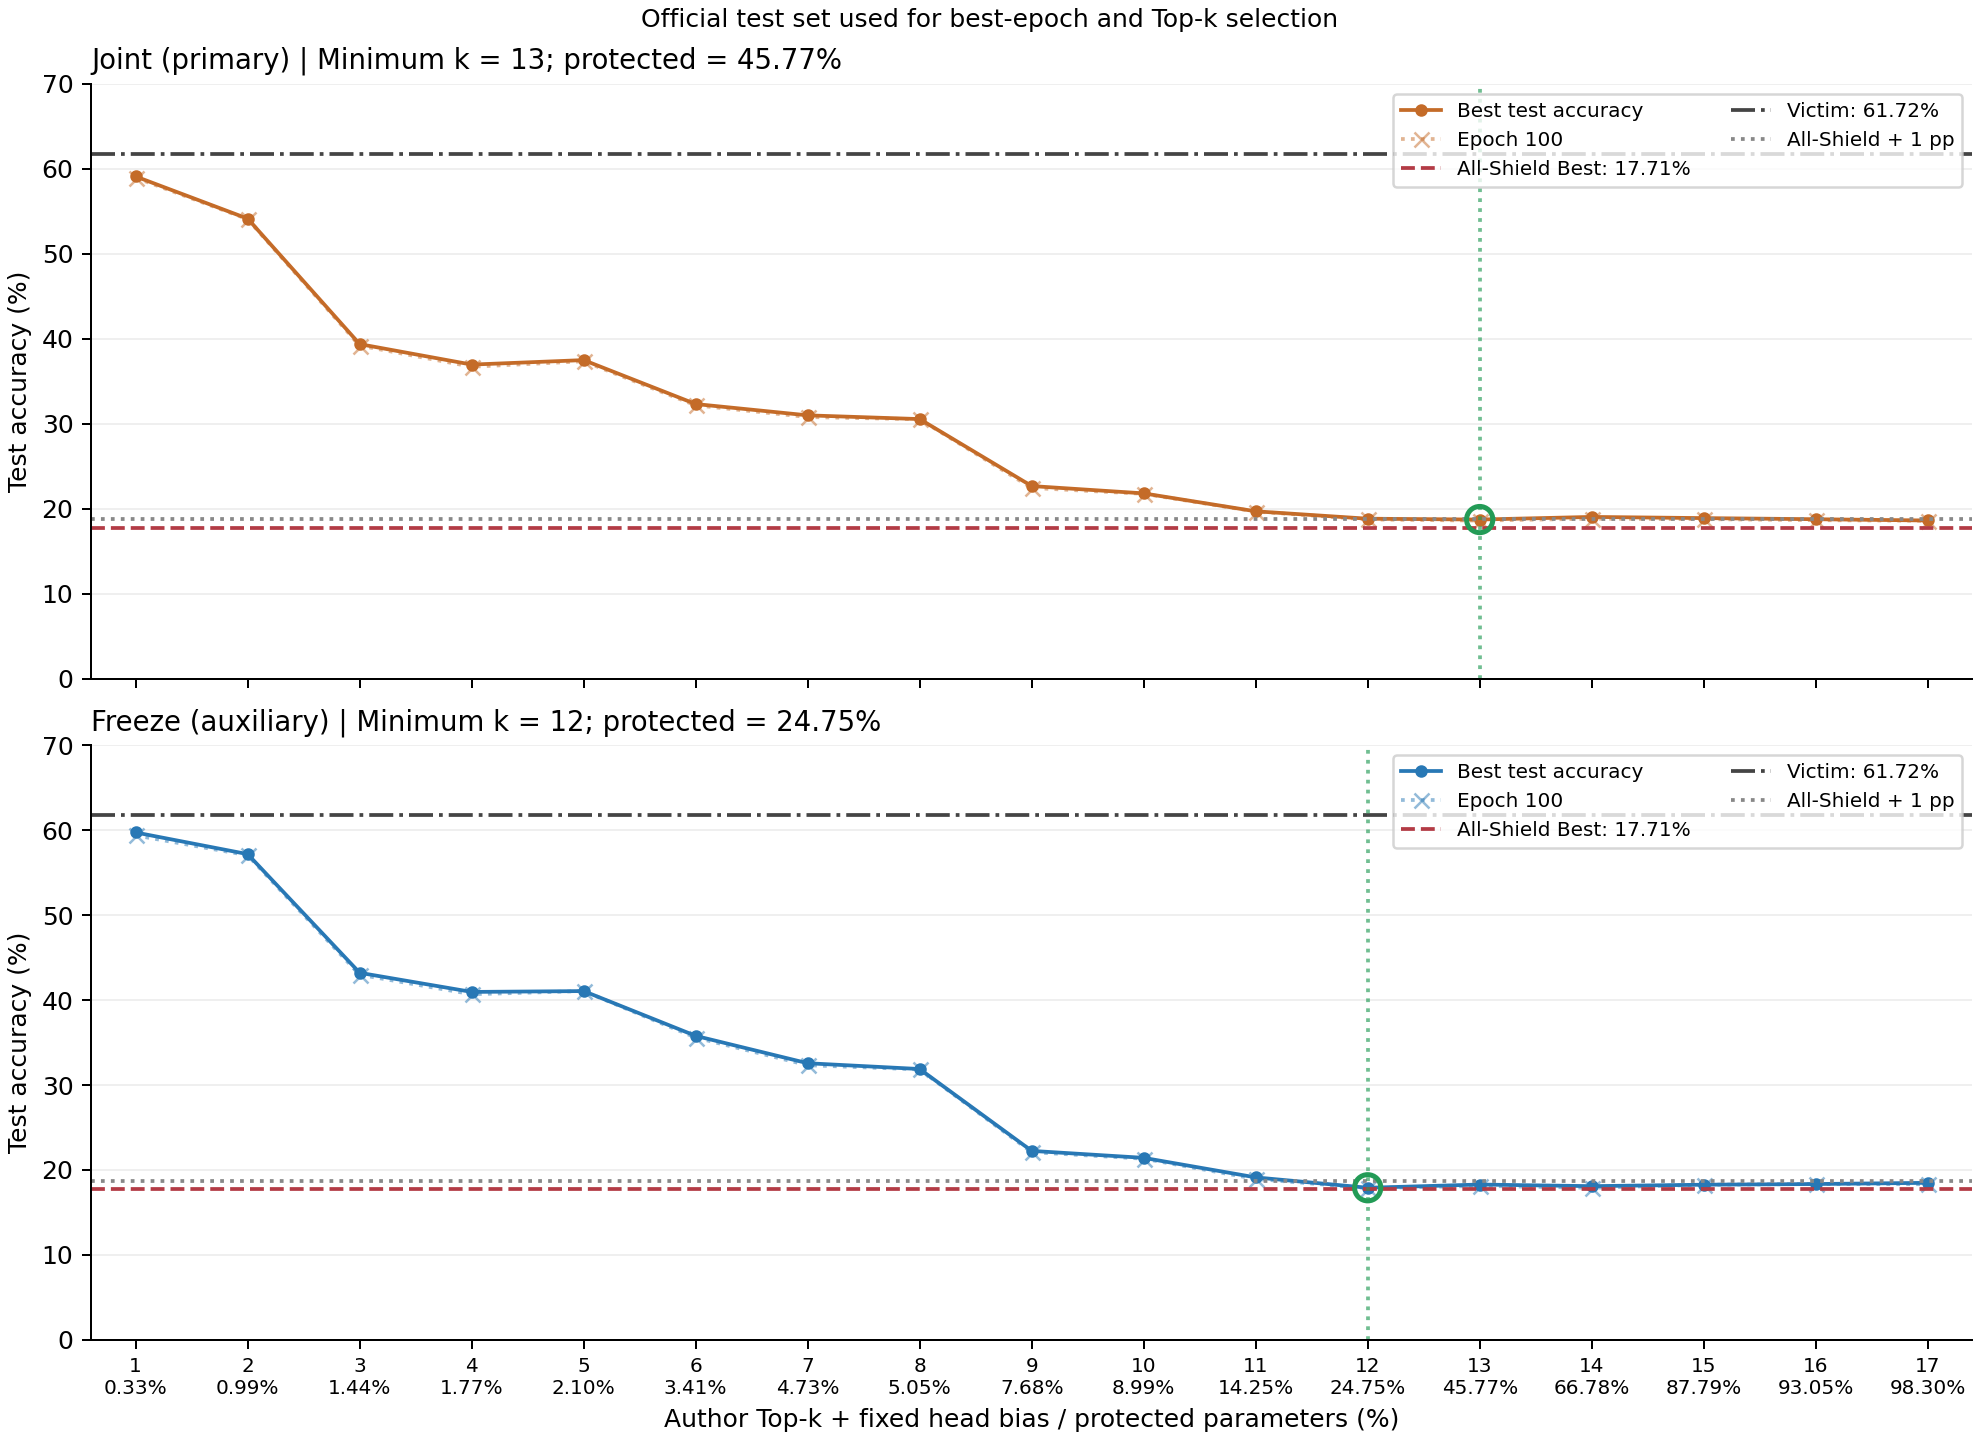 Official test set used for best-epoch and Top-k selection
Joint (primary) | Minimum k = 13; protected = 45.77%
70
60
50
40
30
20
10
0
Test accuracy (%)
Best test accuracy
Epoch 100
All-Shield Best: 17.71%
Victim: 61.72%
All-Shield + 1 pp
Freeze (auxiliary) | Minimum k = 12; protected = 24.75%
70
60
50
40
30
20
10
0
Test accuracy (%)
Best test accuracy
Epoch 100
All-Shield Best: 17.71%
Victim: 61.72%
All-Shield + 1 pp
1 2 3 4 5 6 7 8 9 10 11 12 13 14 15 16 17
0.33% 0.99% 1.44% 1.77% 2.10% 3.41% 4.73% 5.05% 7.68% 8.99% 14.25% 24.75% 45.77% 66.78% 87.79% 93.05% 98.30%
Author Top-k + fixed head bias / protected parameters (%)